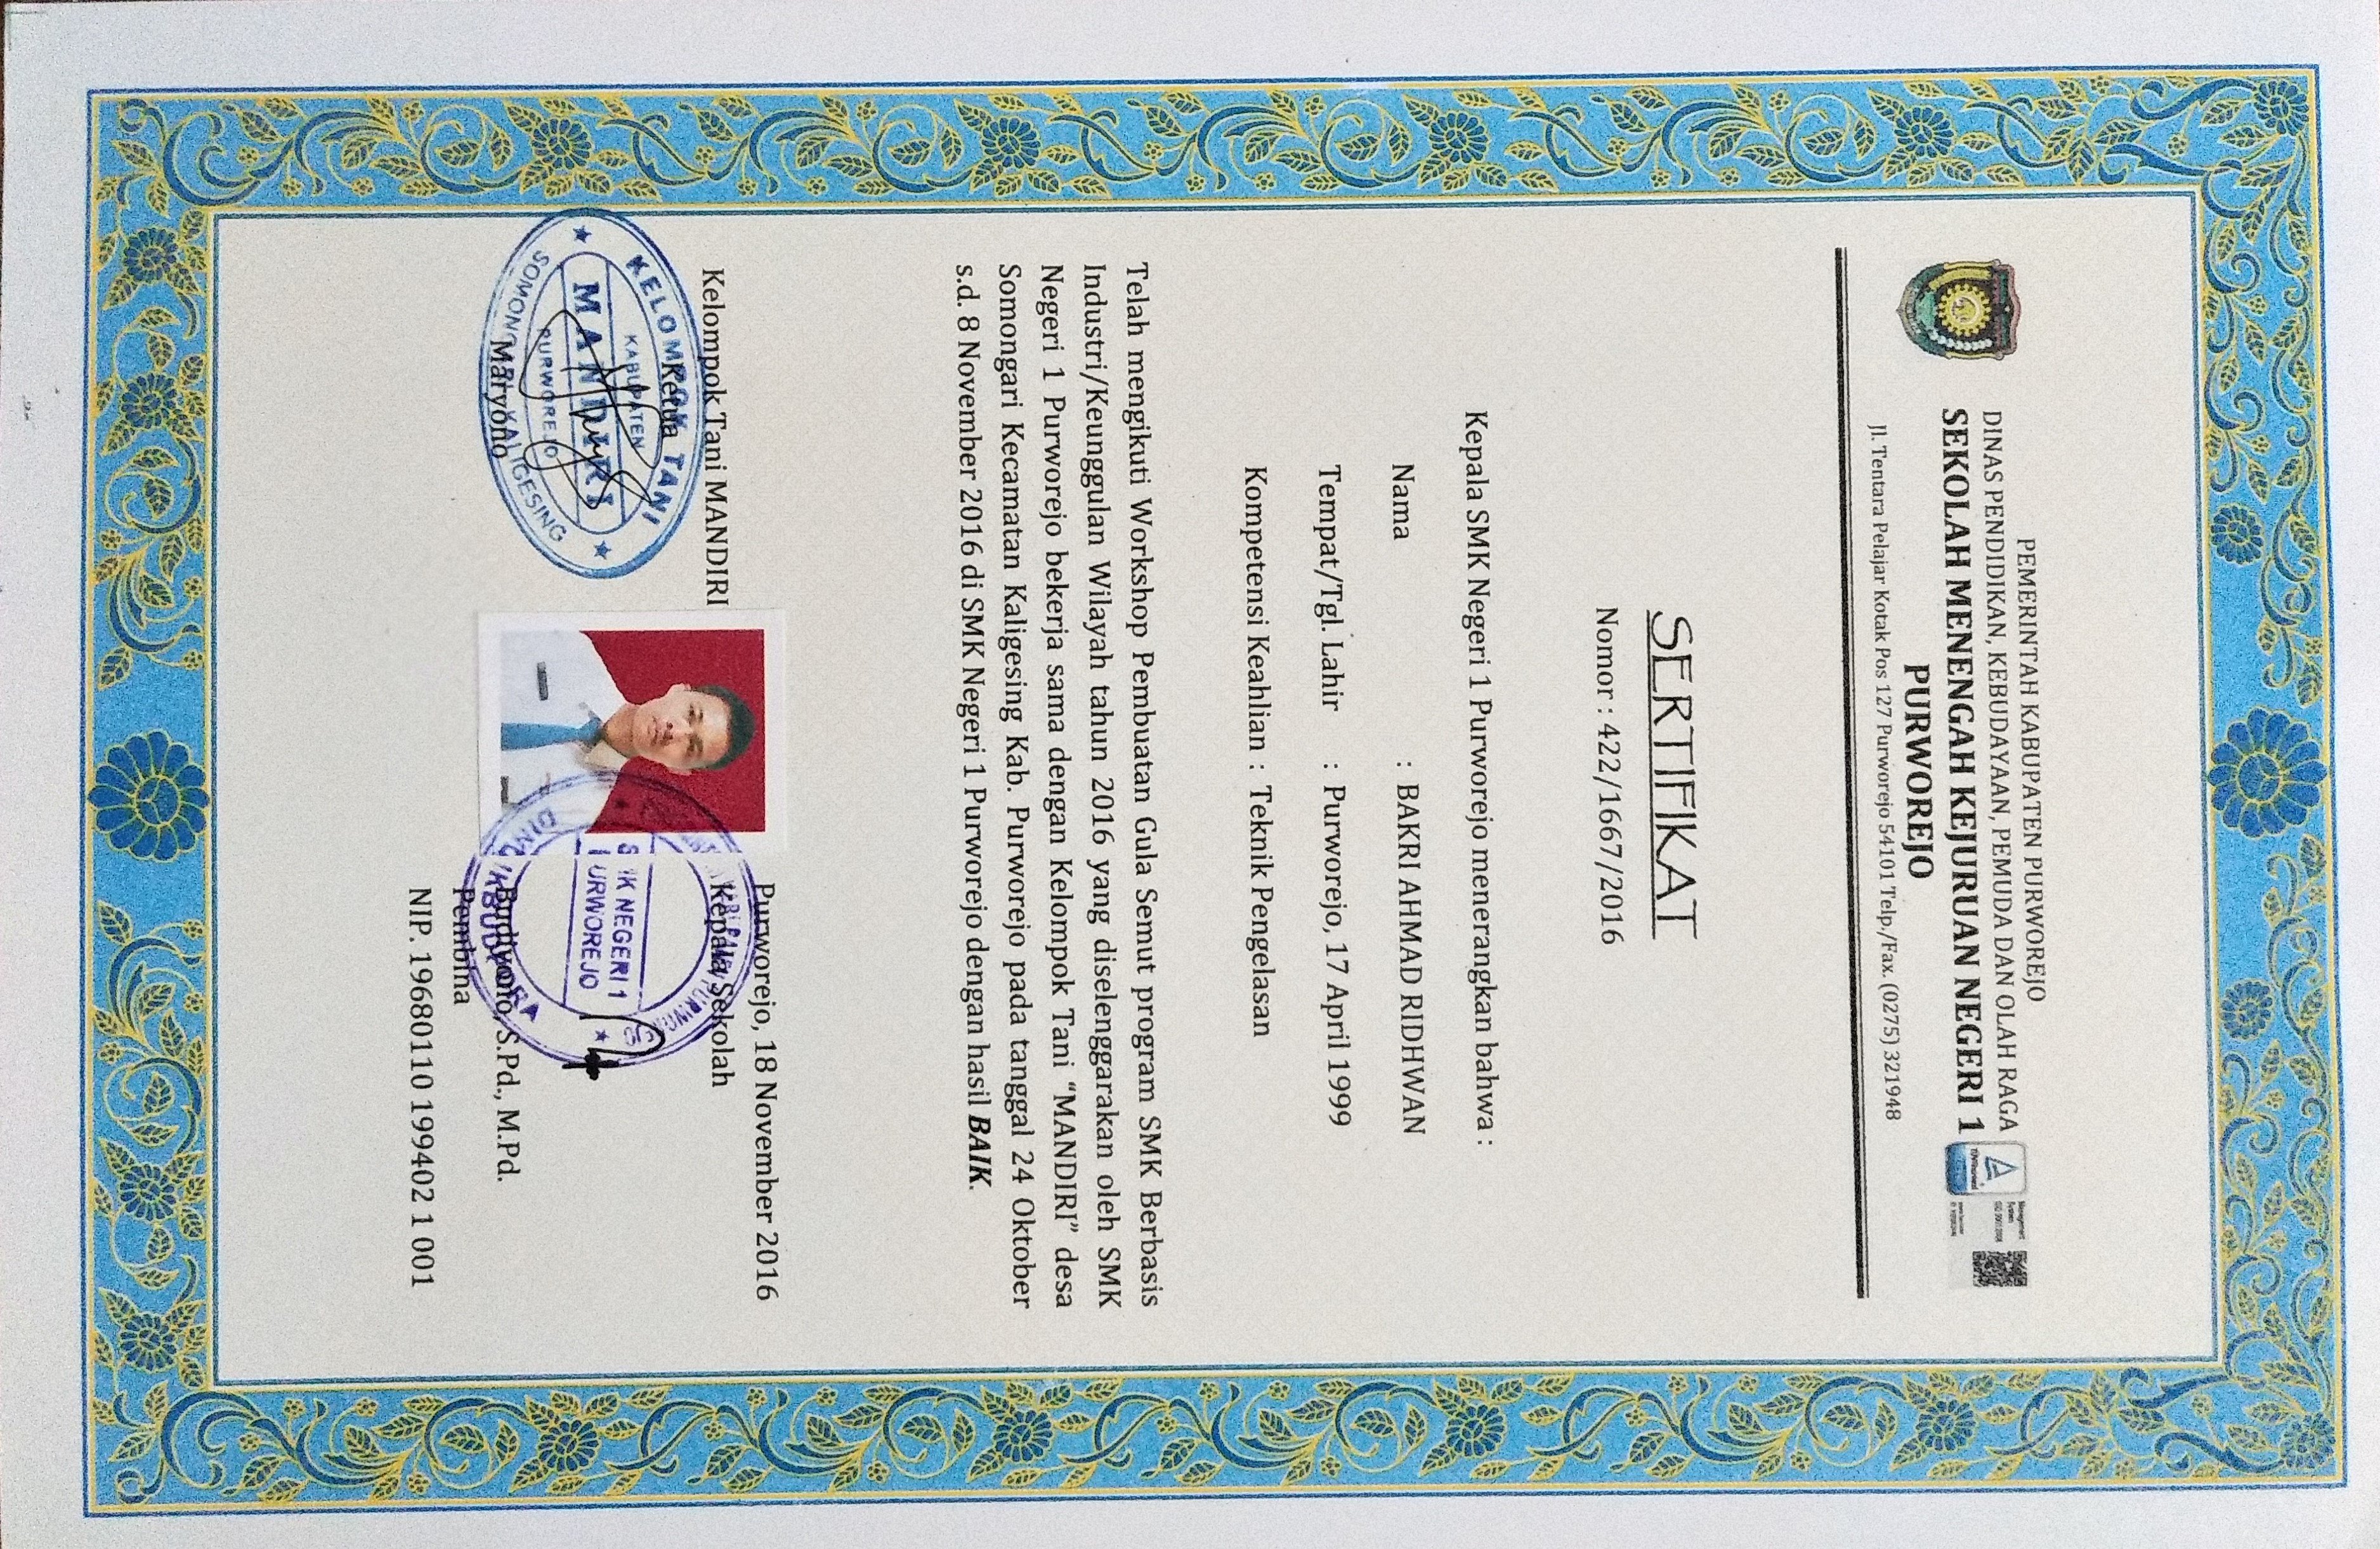 PEMERINTAH KABUPATEN PURWOREJO
DINAS PENDIDIKAN, KEBUDAYAAN, PEMUDA DAN OLAH RAGA
SEKOLAH MENENGAH KEJURUAN NEGERI 1
PURWOREJO
Jl. Tentara Pelajar Kotak Pos 127 Purworejo 54101 Telp./Fax. (0275) 321948
SERTIFIKAT
Nomor : 422/1667/2016
Kepala SMK Negeri 1 Purworejo menerangkan bahwa :
Nama : BAKRI AHMAD RIDHWAN
Tempat/Tgl. Lahir : Purworejo, 17 April 1999
Kompetensi Keahlian : Teknik Pengelasan
Telah mengikuti Workshop Pembuatan Gula Semut program SMK Berbasis
Industri/Keunggulan Wilayah tahun 2016 yang diselenggarakan oleh SMK
Negeri 1 Purworejo bekerja sama dengan Kelompok Tani “MANDIRI” desa
Somongari Kecamatan Kaligesing Kab. Purworejo pada tanggal 24 Oktober
s.d. 8 November 2016 di SMK Negeri 1 Purworejo dengan hasil BAIK.
Kelompok Tani MANDIRI
Ketua
KELOMPOK TANI
KABUPATEN
MANDIRI
PURWOREJO
KALIGESING
Maryono
Purworejo, 18 November 2016
Kepala Sekolah
NEGERI 1
Budiyono, S.Pd., M.Pd.
Pembina
NIP. 19680110 199402 1 001